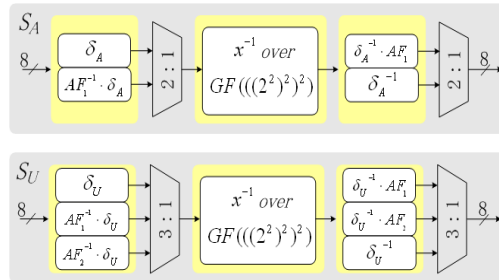 S_A
8
δ_A
AF_1^{-1} · δ_A
2 : 1
x^{-1} over
GF(((2^2)^2)^2)
δ_A^{-1} · AF_1
δ_A^{-1}
2 : 1
8
S_U
8
δ_U
AF_1^{-1} · δ_U
AF_2^{-1} · δ_U
3 : 1
x^{-1} over
GF(((2^2)^2)^2)
δ_U^{-1} · AF_1
δ_U^{-1} · AF_2
δ_U^{-1}
3 : 1
8